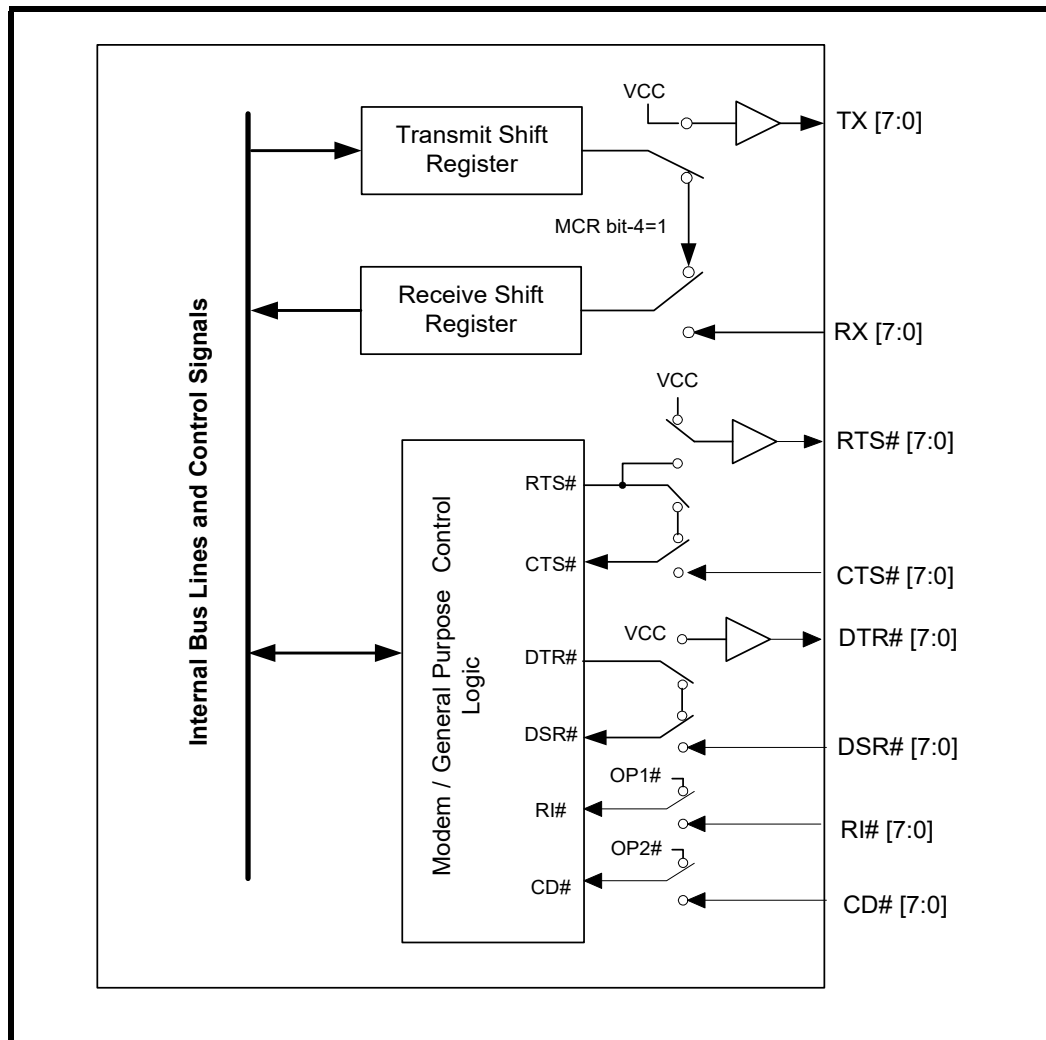 VCC
TX [7:0]
Transmit Shift
Register
MCR bit-4=1
Receive Shift
Register
RX [7:0]
Internal Bus Lines and Control Signals
VCC
RTS# [7:0]
Modem / General Purpose Control
Logic
RTS#
CTS#
CTS# [7:0]
VCC
DTR# [7:0]
DTR#
DSR#
DSR# [7:0]
OP1#
RI#
RI# [7:0]
OP2#
CD#
CD# [7:0]